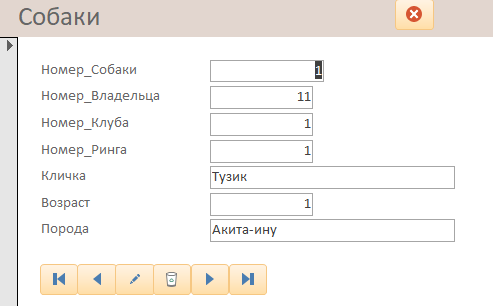 Собаки
Номер_Собаки 1
Номер_Владельца 11
Номер_Клуба 1
Номер_Ринга 1
Кличка Тузик
Возраст 1
Порода Акита-ину